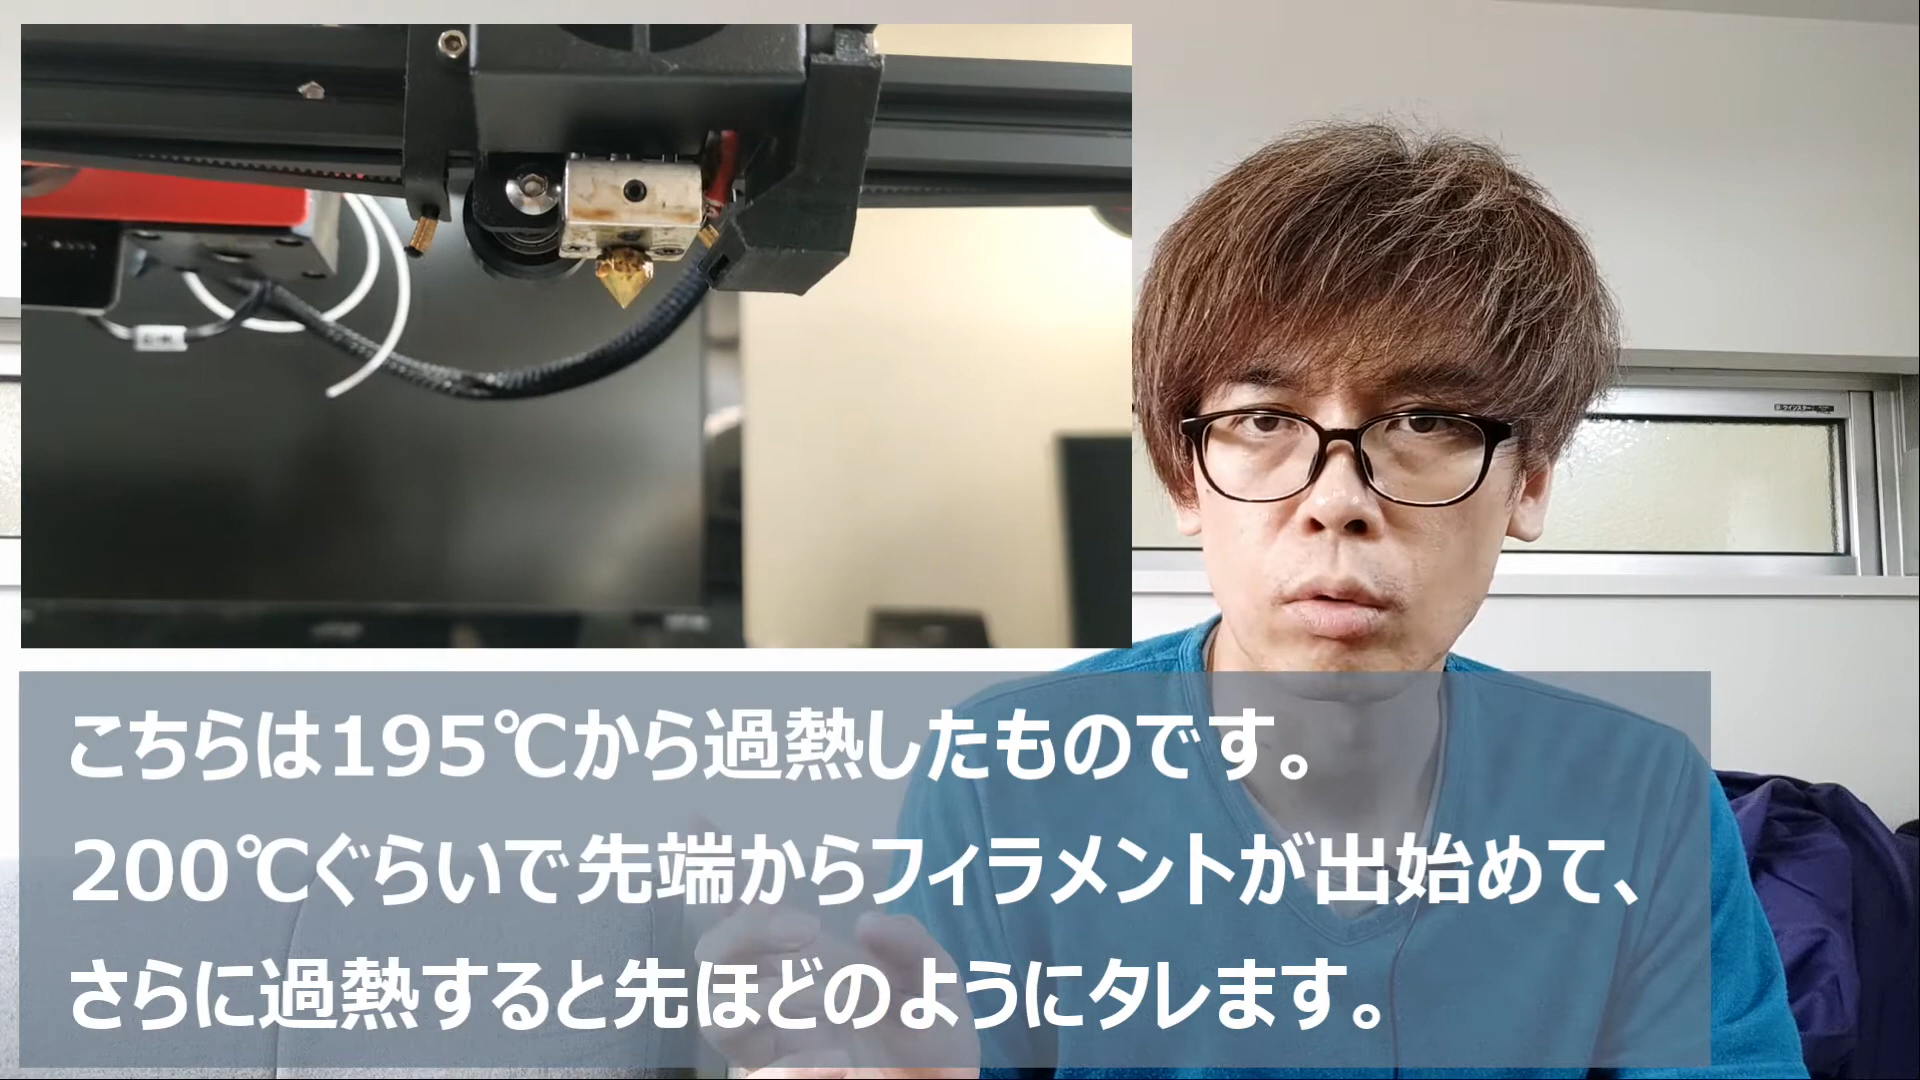 こちらは195℃から過熱したものです。
200℃ぐらいで先端からフィラメントが出始めて、
さらに過熱すると先ほどのようにタレます。